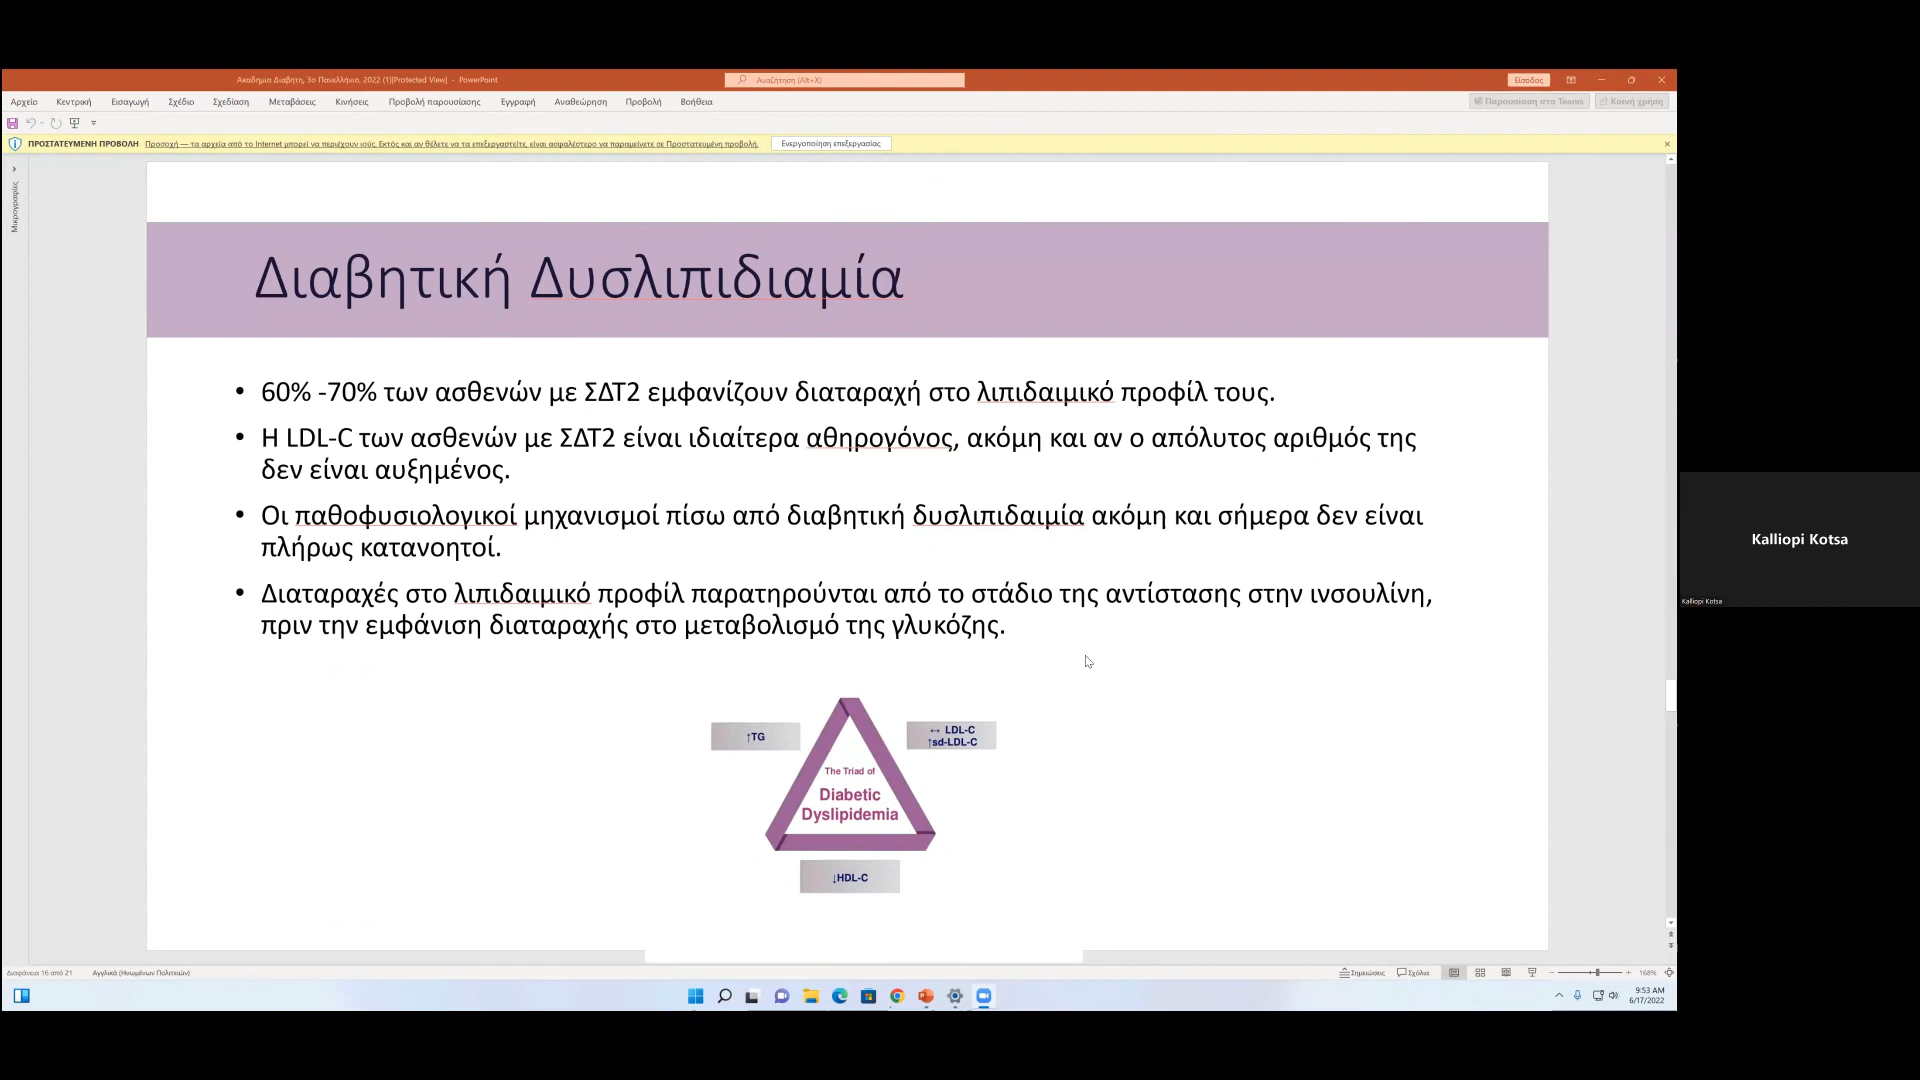 Ακαδημια Διαβητη, 3ο Πανελλήνιο, 2022 (1)[Protected View] - PowerPoint
Αναζήτηση (Alt+X)
Είσοδος
Αρχείο Κεντρική Εισαγωγή Σχέδιο Σχεδίαση Μεταβάσεις Κινήσεις Προβολή παρουσίασης Εγγραφή Αναθεώρηση Προβολή Βοήθεια
Παρουσίαση στο Teams Κοινή χρήση
ΠΡΟΣΤΑΤΕΥΜΕΝΗ ΠΡΟΒΟΛΗ Προσοχή — τα αρχεία από το Internet μπορεί να περιέχουν ιούς. Εκτός και αν θέλετε να τα επεξεργαστείτε, είναι ασφαλέστερο να παραμείνετε σε Προστατευμένη προβολή. Ενεργοποίηση επεξεργασίας
Μικρογραφίες
Διαβητική Δυσλιπιδιαμία
• 60% -70% των ασθενών με ΣΔΤ2 εμφανίζουν διαταραχή στο λιπιδαιμικό προφίλ τους.
• Η LDL-C των ασθενών με ΣΔΤ2 είναι ιδιαίτερα αθηρογόνος, ακόμη και αν ο απόλυτος αριθμός της
δεν είναι αυξημένος.
• Οι παθοφυσιολογικοί μηχανισμοί πίσω από διαβητική δυσλιπιδαιμία ακόμη και σήμερα δεν είναι
πλήρως κατανοητοί.
• Διαταραχές στο λιπιδαιμικό προφίλ παρατηρούνται από το στάδιο της αντίστασης στην ινσουλίνη,
πριν την εμφάνιση διαταραχής στο μεταβολισμό της γλυκόζης.
↑TG
↔ LDL-C
↑sd-LDL-C
The Triad of
Diabetic
Dyslipidemia
↓HDL-C
Kalliopi Kotsa
Kalliopi Kotsa
Διαφάνεια 16 από 21 Αγγλικά (Ηνωμένων Πολιτειών)
Σημειώσεις Σχόλια 168%
9:53 AM
6/17/2022